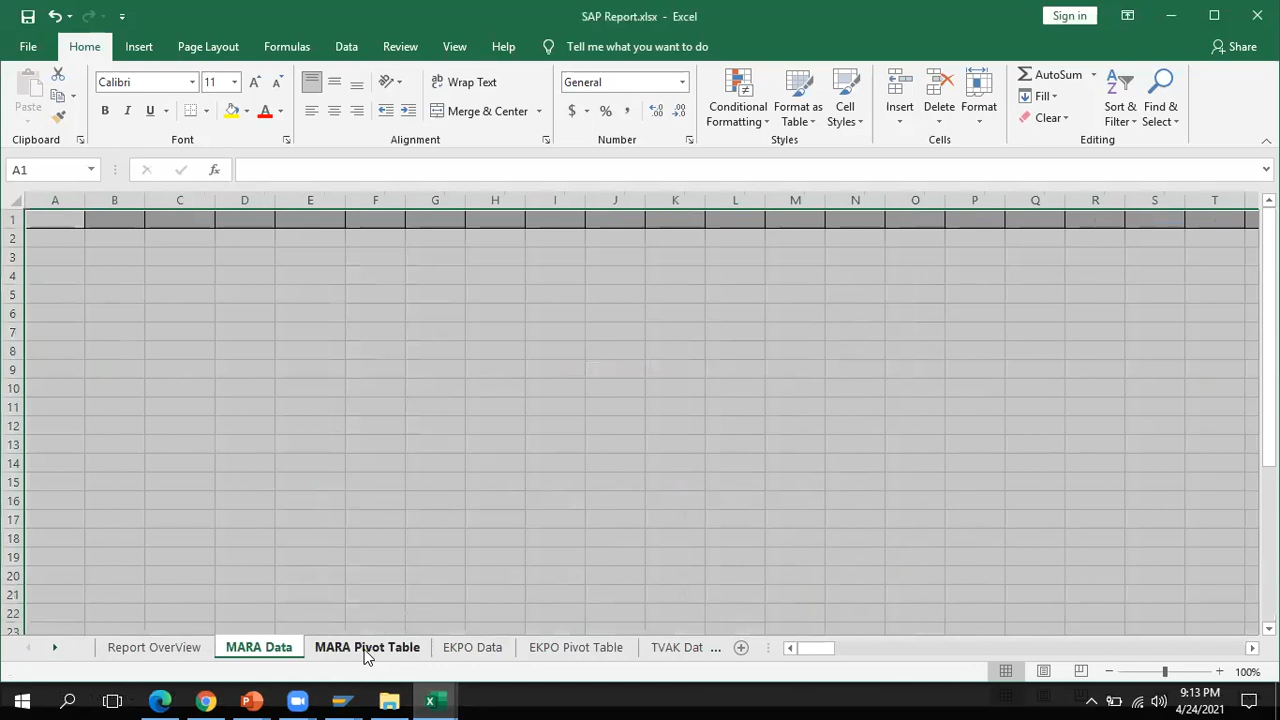 SAP Report.xlsx - Excel
Sign in
File Home Insert Page Layout Formulas Data Review View Help Tell me what you want to do Share
Paste
Calibri 11
Wrap Text
General
B I U
Merge & Center
$ % ,
Conditional Formatting
Format as Table
Cell Styles
Insert
Delete
Format
AutoSum
Fill
Clear
Sort & Filter
Find & Select
Clipboard Font Alignment Number Styles Cells Editing
A1 fx
A B C D E F G H I J K L M N O P Q R S T
1
2
3
4
5
6
7
8
9
10
11
12
13
14
15
16
17
18
19
20
21
22
23
Report OverView MARA Data MARA Pivot Table EKPO Data EKPO Pivot Table TVAK Dat ...
100%
9:13 PM
4/24/2021